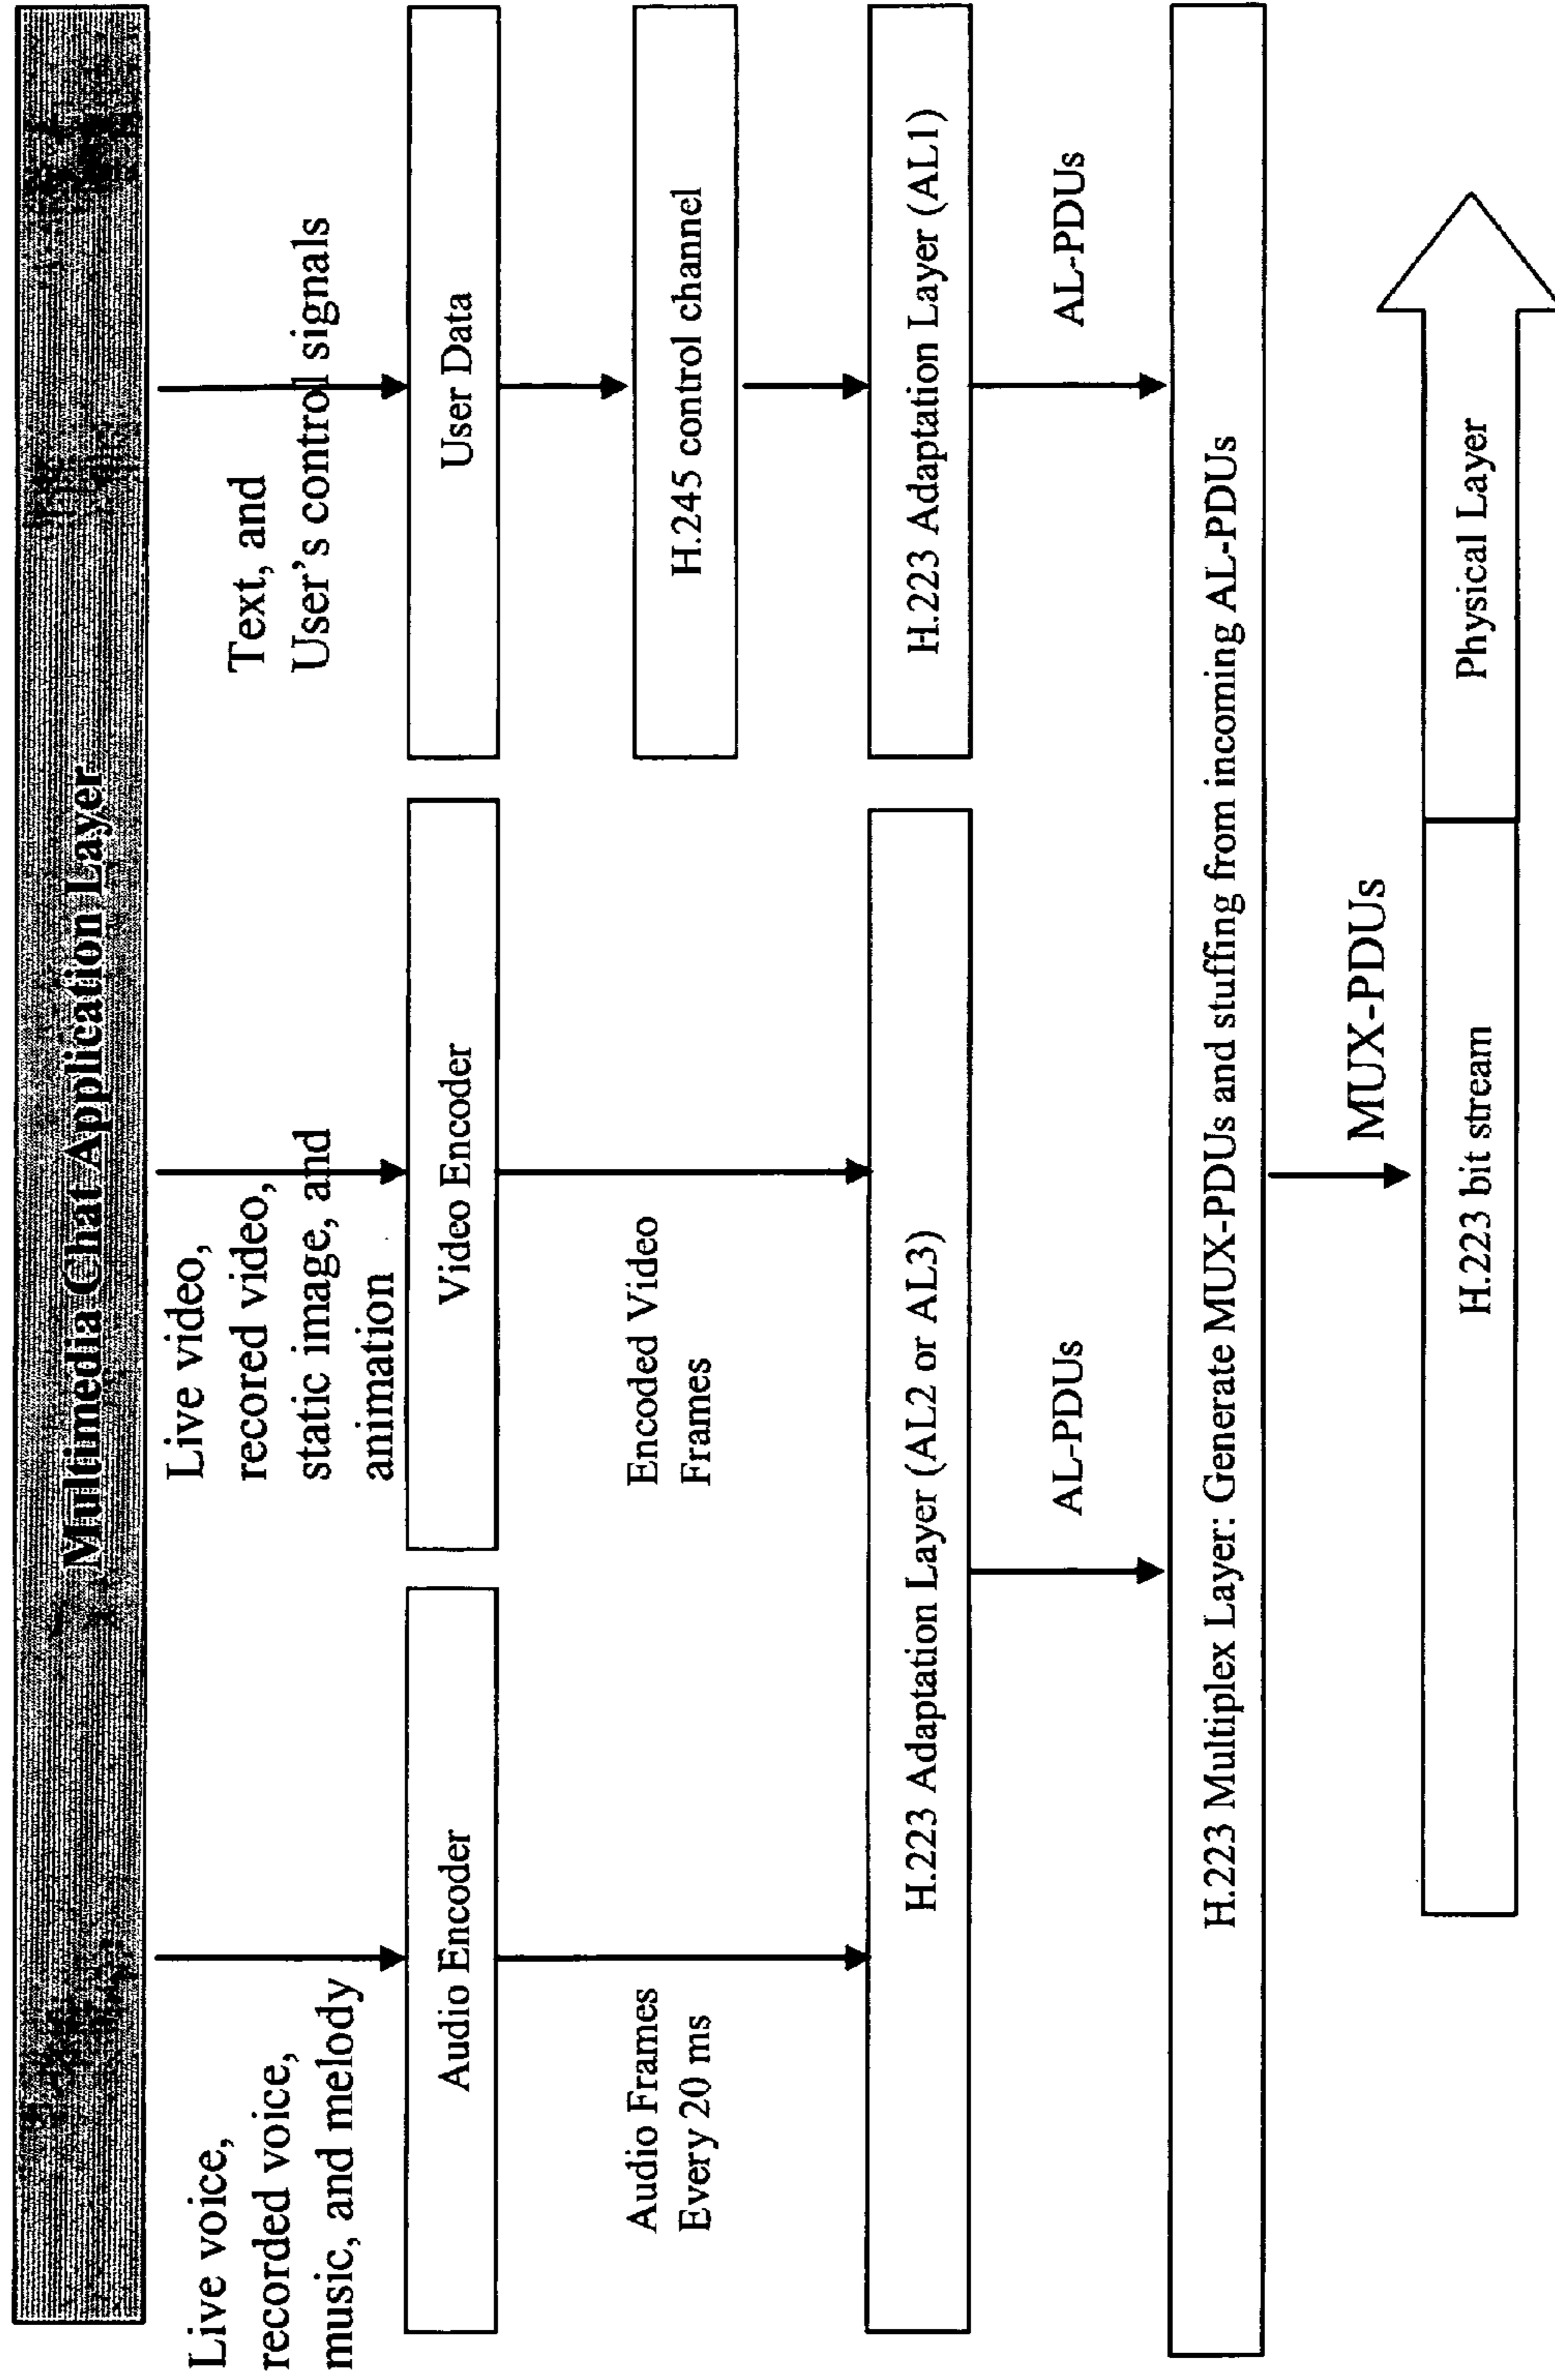 Multimedia Chat Application Layer
Live voice,
recorded voice,
music, and melody
Live video,
recored video,
static image, and
animation
Text, and
User's control signals
Audio Encoder
Video Encoder
User Data
Audio Frames
Every 20 ms
Encoded Video
Frames
H.245 control channel
H.223 Adaptation Layer (AL2 or AL3)
H.223 Adaptation Layer (AL1)
AL-PDUs
AL-PDUs
H.223 Multiplex Layer: Generate MUX-PDUs and stuffing from incoming AL-PDUs
MUX-PDUs
H.223 bit stream
Physical Layer